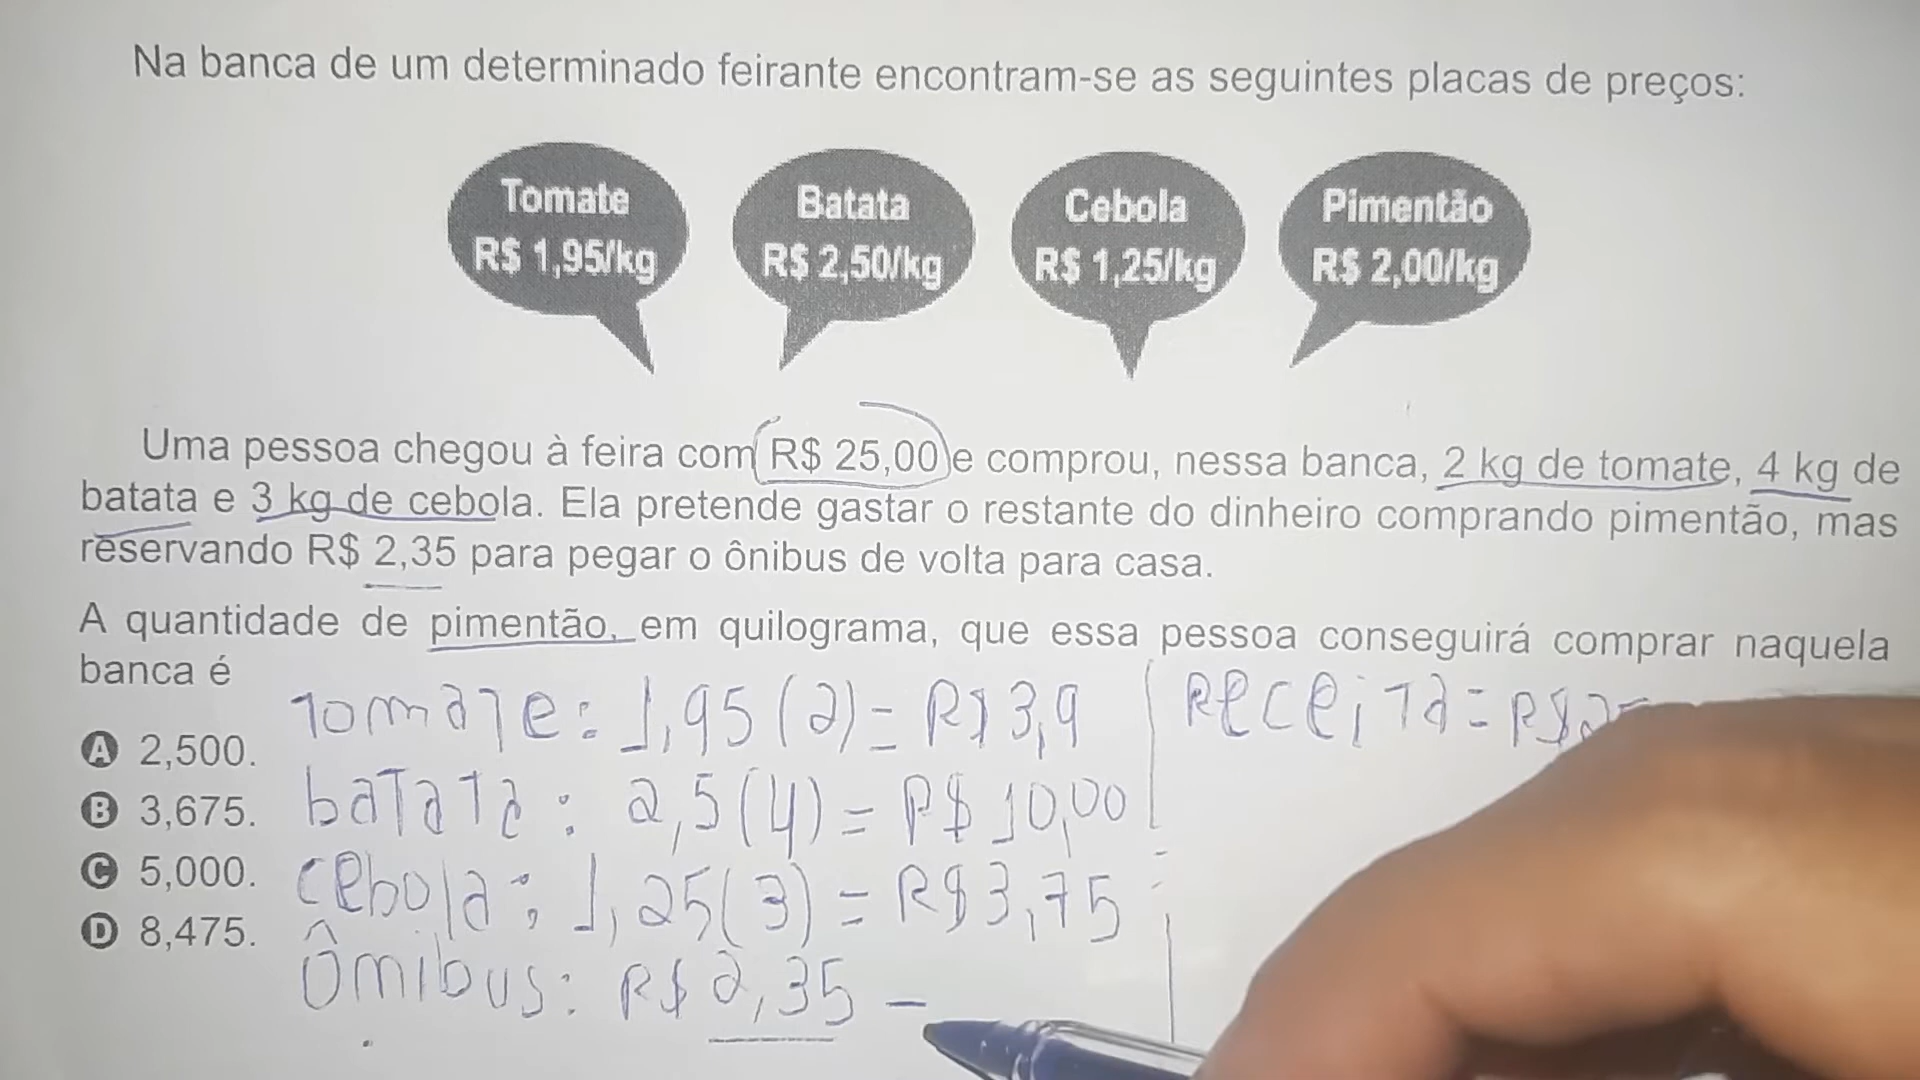 Na banca de um determinado feirante encontram-se as seguintes placas de preços:
Tomate
R$ 1,95/kg
Batata
R$ 2,50/kg
Cebola
R$ 1,25/kg
Pimentão
R$ 2,00/kg
Uma pessoa chegou à feira com R$ 25,00 e comprou, nessa banca, 2 kg de tomate, 4 kg de
batata e 3 kg de cebola. Ela pretende gastar o restante do dinheiro comprando pimentão, mas
reservando R$ 2,35 para pegar o ônibus de volta para casa.
A quantidade de pimentão, em quilograma, que essa pessoa conseguirá comprar naquela
banca é
A 2,500.
B 3,675.
C 5,000.
D 8,475.
Tomate: 1,95(2) = R$ 3,9
batata: 2,5(4) = R$ 10,00
cebola: 1,25(3) = R$ 3,75
Ônibus: R$ 2,35 –
Receita = R$